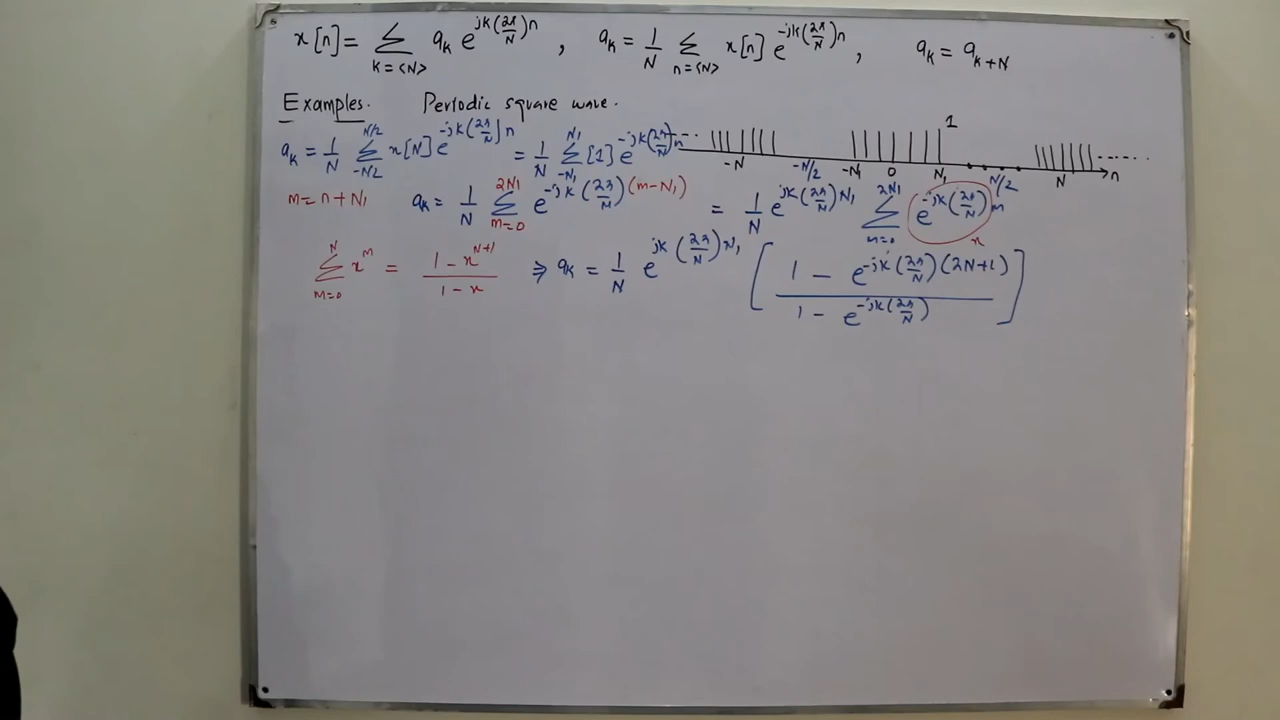 x[n] = Σ_{k=<N>} a_k e^{jk(2π/N)n} , a_k = 1/N Σ_{n=<N>} x[n] e^{-jk(2π/N)n} , a_k = a_{k+N}
Examples. Periodic square wave.
a_k = 1/N Σ_{-N/2}^{N/2} x[N] e^{-jk(2π/N)n} = 1/N Σ_{-N_1}^{N_1} [1] e^{-jk(2π/N)n}
1
-N -N/2 -N_1 0 N_1 N/2 N n
m = n + N_1 a_k = 1/N Σ_{m=0}^{2N_1} e^{-jk(2π/N)(m-N_1)} = 1/N e^{jk(2π/N)N_1} Σ_{m=0}^{2N_1} e^{-jk(2π/N)m}
x
Σ_{m=0}^{N} x^m = (1 - x^{N+1})/(1 - x) ⇒ a_k = 1/N e^{jk(2π/N)N_1} [ (1 - e^{-jk(2π/N)(2N+1)})/(1 - e^{-jk(2π/N)}) ]